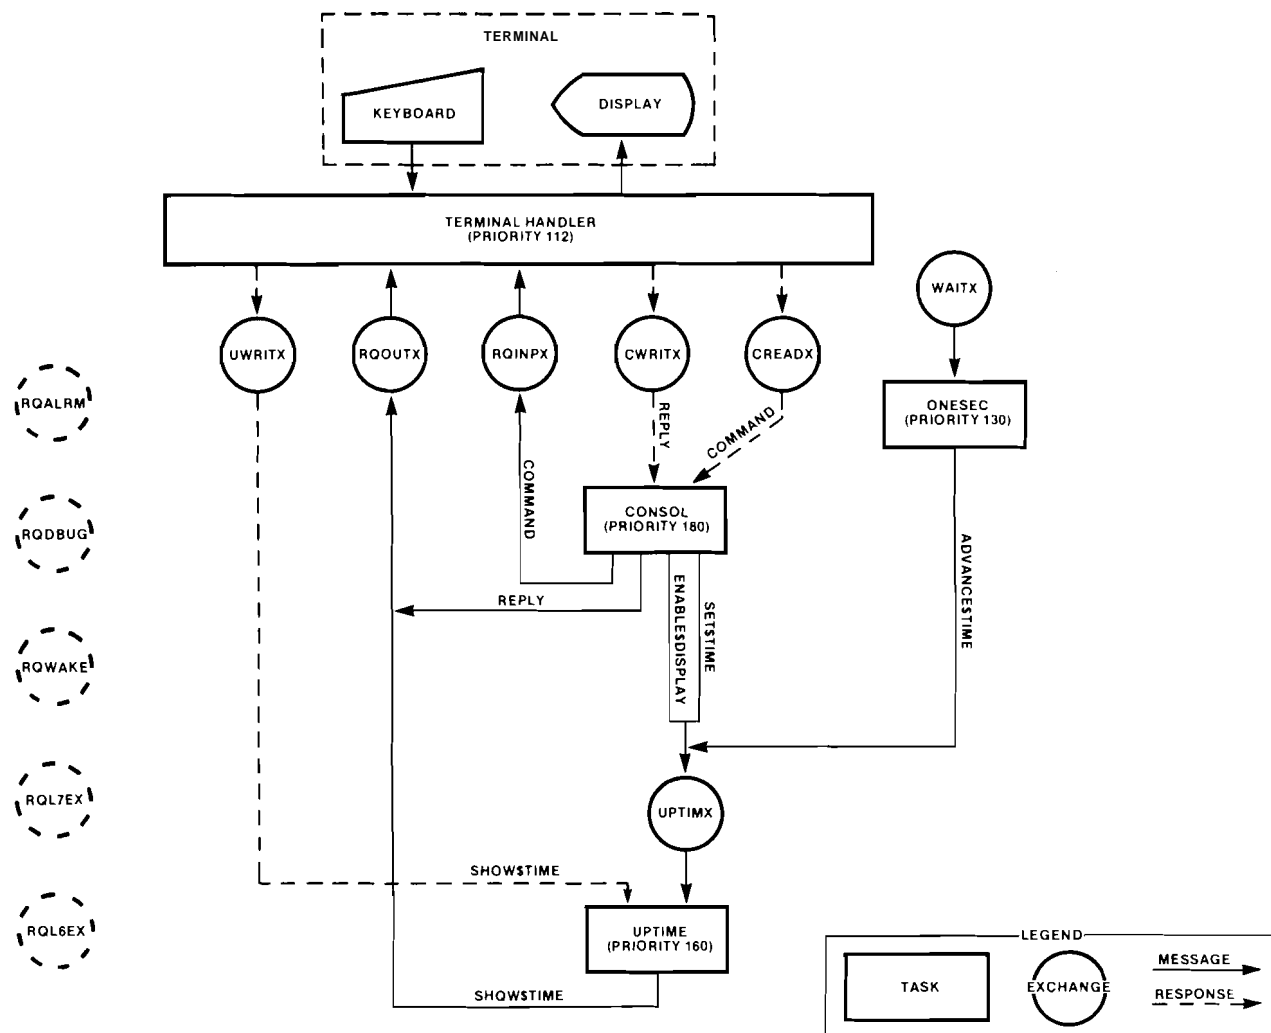 TERMINAL
KEYBOARD
DISPLAY
TERMINAL HANDLER
(PRIORITY 112)
WAITX
UWRITX
RQOUTX
RQINPX
CWRITX
CREADX
RQALRM
ONESEC
(PRIORITY 130)
REPLY
COMMAND
COMMAND
CONSOL
(PRIORITY 180)
RQDBUG
REPLY
ENABLE$DISPLAY
SET$TIME
ADVANCE$TIME
RQWAKE
RQL7EX
UPTIMX
SHOW$TIME
RQL6EX
UPTIME
(PRIORITY 160)
SHOW$TIME
LEGEND
TASK
EXCHANGE
MESSAGE
RESPONSE